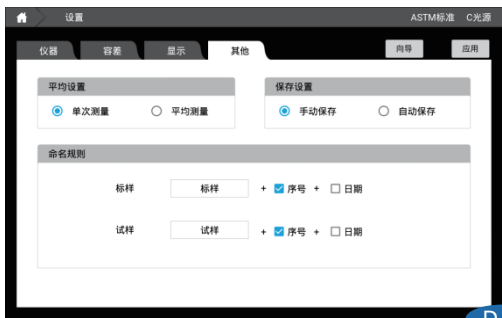 设置 ASTM标准 C光源
仪器 容差 显示 其他 向导 应用
平均设置 保存设置
单次测量 平均测量 手动保存 自动保存
命名规则
标样 标样 + 序号 + 日期
试样 试样 + 序号 + 日期
D